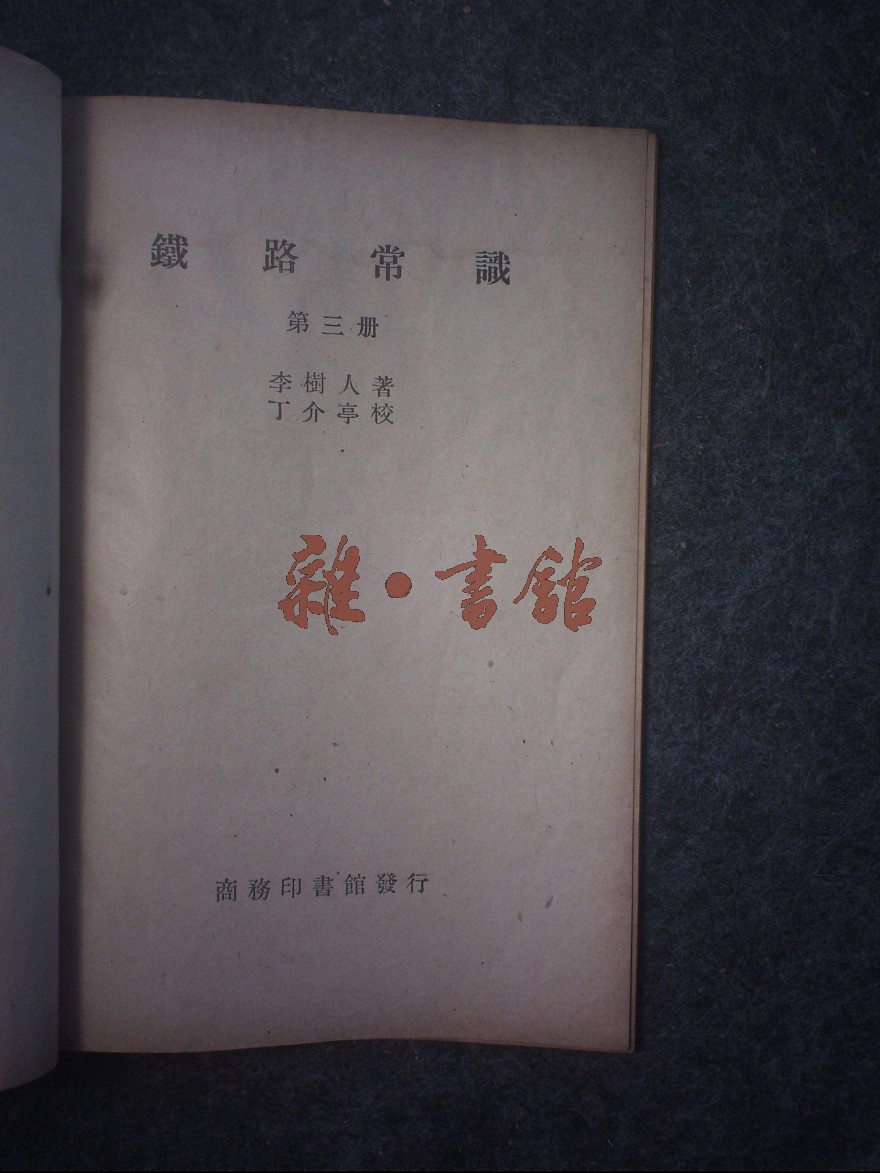 鐵路常識
第三册
李樹人著
丁介亭校
雜·書館
商務印書館發行